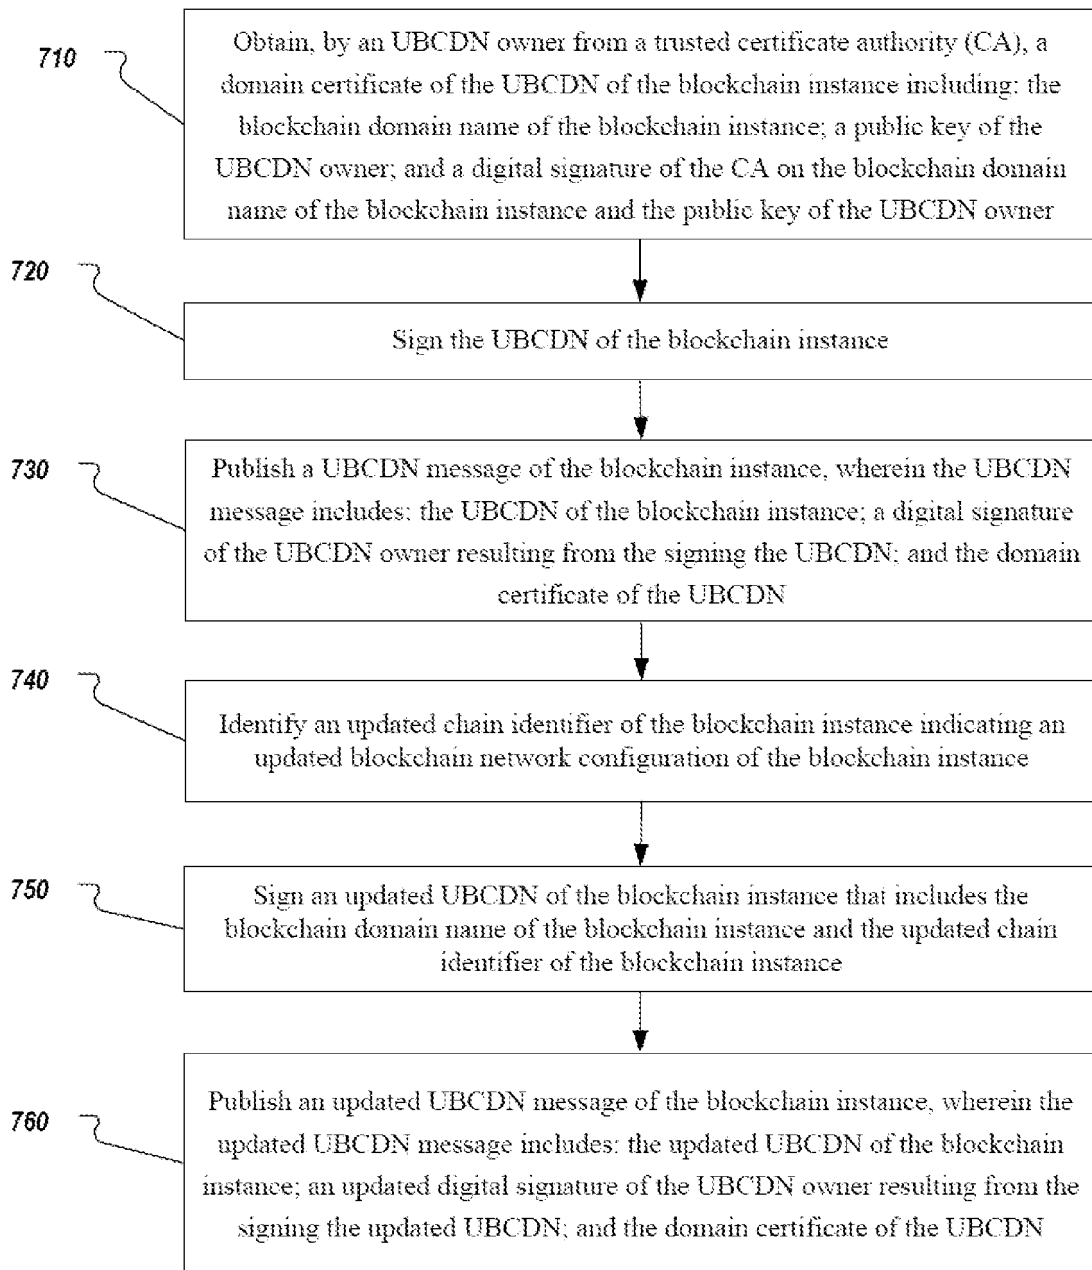 710
Obtain, by an UBCDN owner from a trusted certificate authority (CA), a
domain certificate of the UBCDN of the blockchain instance including: the
blockchain domain name of the blockchain instance; a public key of the
UBCDN owner; and a digital signature of the CA on the blockchain domain
name of the blockchain instance and the public key of the UBCDN owner
720
Sign the UBCDN of the blockchain instance
730
Publish a UBCDN message of the blockchain instance, wherein the UBCDN
message includes: the UBCDN of the blockchain instance; a digital signature
of the UBCDN owner resulting from the signing the UBCDN; and the domain
certificate of the UBCDN
740
Identify an updated chain identifier of the blockchain instance indicating an
updated blockchain network configuration of the blockchain instance
750
Sign an updated UBCDN of the blockchain instance that includes the
blockchain domain name of the blockchain instance and the updated chain
identifier of the blockchain instance
760
Publish an updated UBCDN message of the blockchain instance, wherein the
updated UBCDN message includes: the updated UBCDN of the blockchain
instance; an updated digital signature of the UBCDN owner resulting from the
signing the updated UBCDN; and the domain certificate of the UBCDN